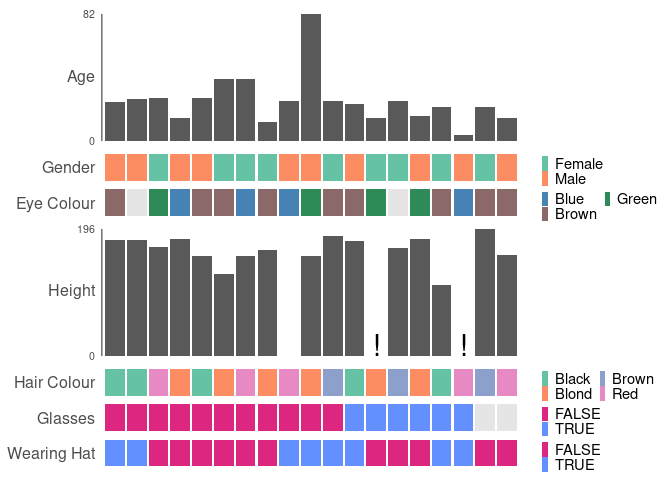 82
Age
0
Gender
Female
Male
Eye Colour
Blue Green
Brown
196
Height
! !
0
Hair Colour
Black Brown
Blond Red
Glasses
FALSE
TRUE
Wearing Hat
FALSE
TRUE